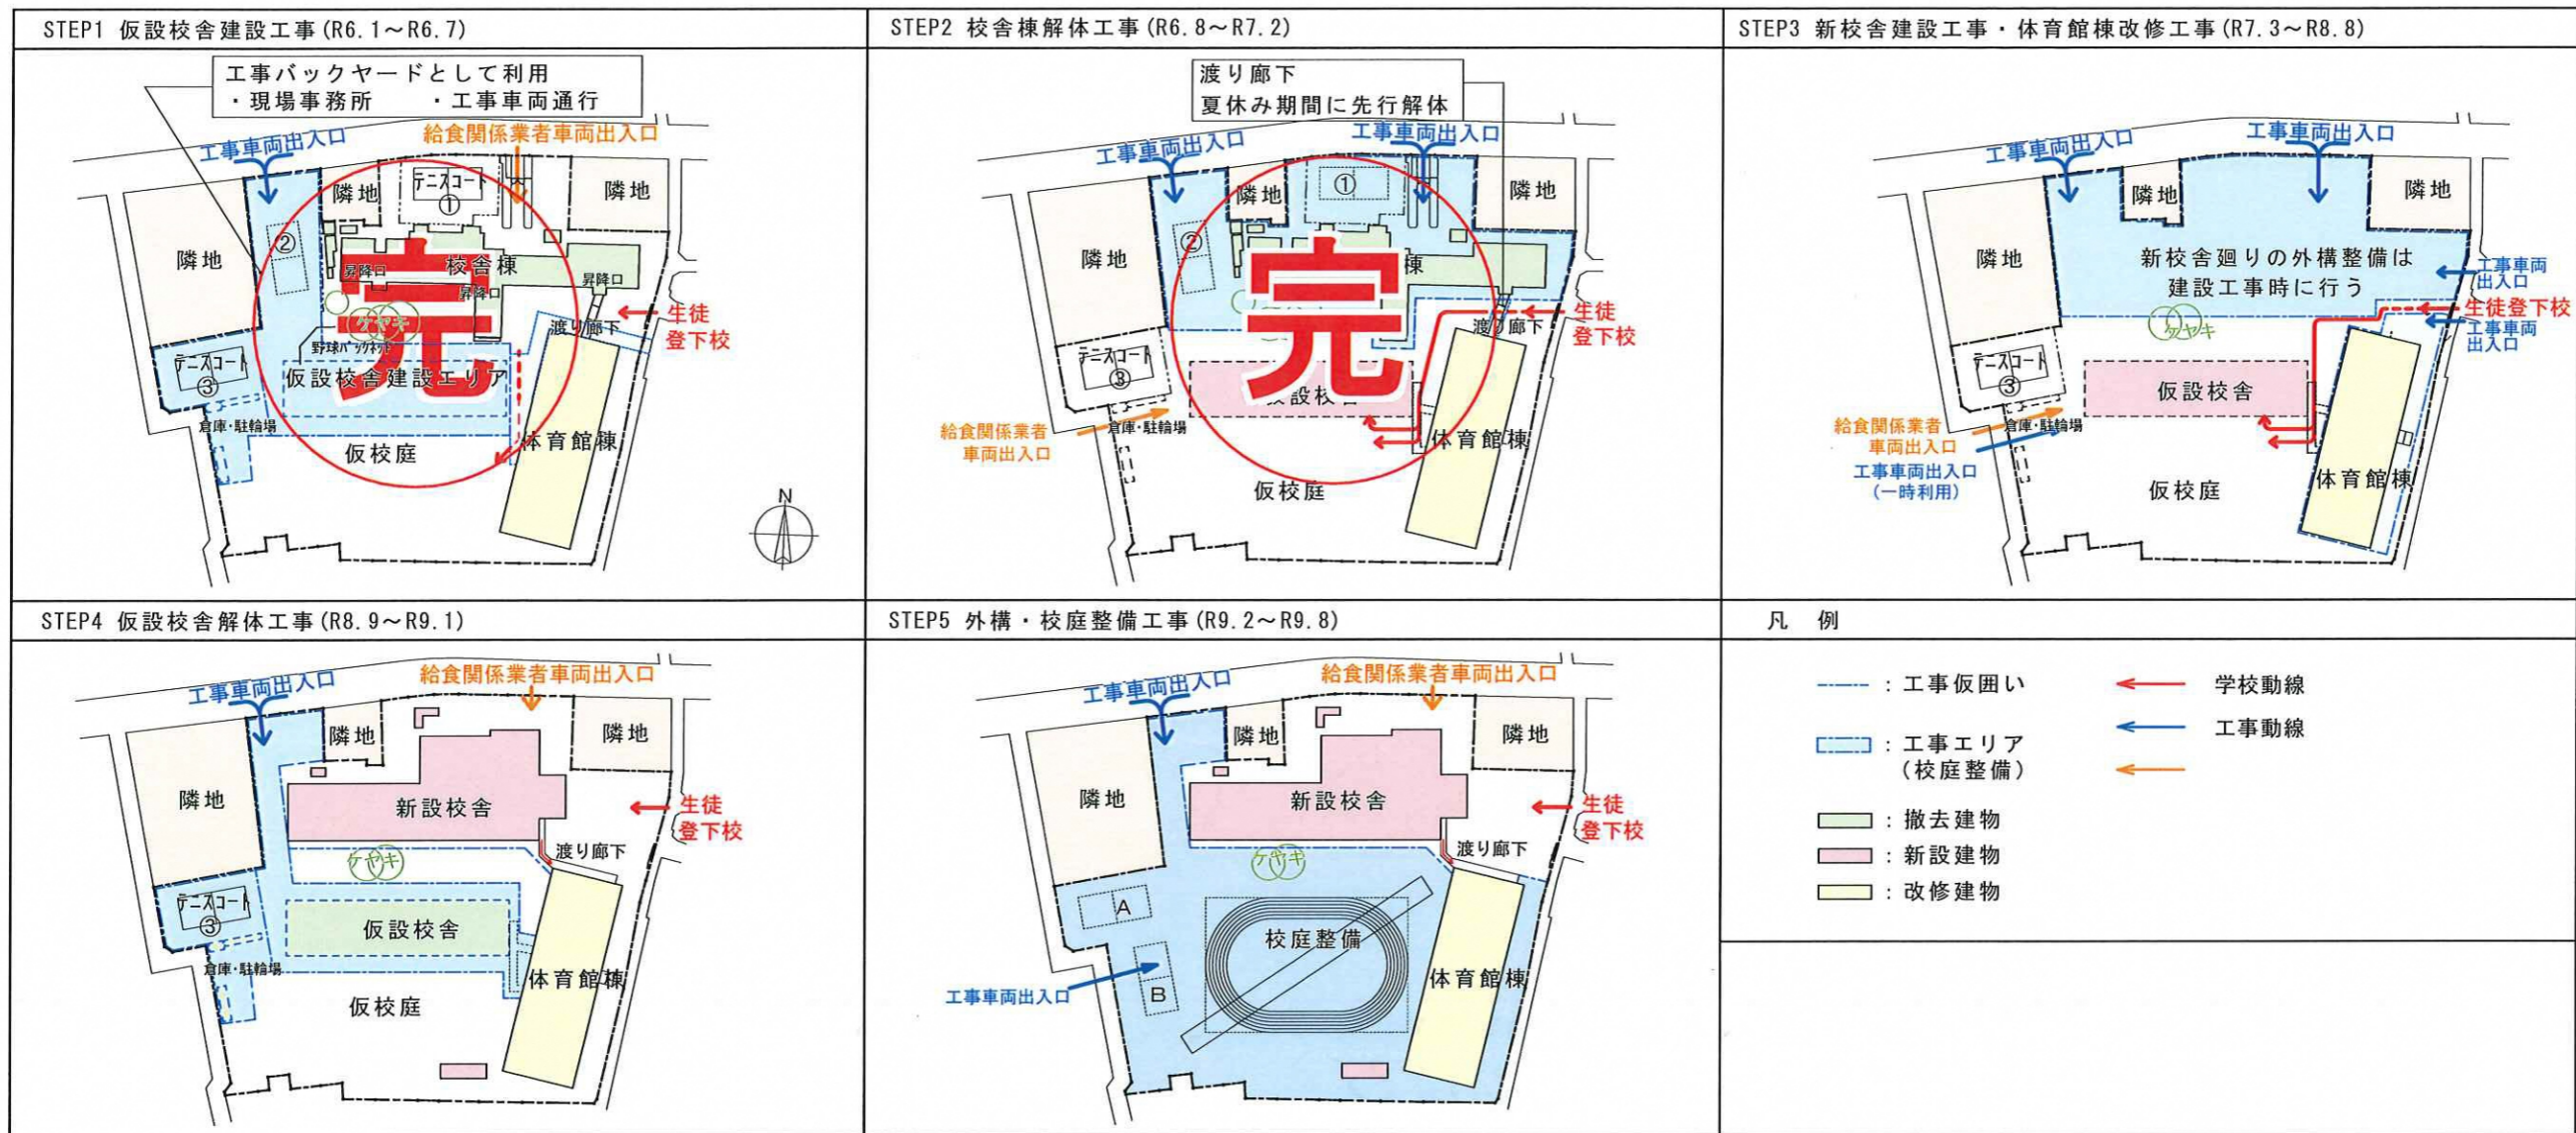 STEP1 仮設校舎建設工事(R6.1～R6.7)
工事バックヤードとして利用
・現場事務所　・工事車両通行
工事車両出入口
給食関係業者車両出入口
隣地
テニスコート
①
隣地
隣地
②
昇降口
校舎棟
昇降口
昇降口
生徒
登下校
ケヤキ
渡り廊下
野球バックネット
完
テニスコート
③
仮設校舎建設エリア
倉庫・駐輪場
体育館棟
仮校庭
N
STEP2 校舎棟解体工事(R6.8～R7.2)
渡り廊下
夏休み期間に先行解体
工事車両出入口
工事車両出入口
隣地
①
隣地
隣地
②
棟
完
生徒
登下校
渡り廊下
テニスコート
③
設校
倉庫・駐輪場
給食関係業者
車両出入口
体育館棟
仮校庭
STEP3 新校舎建設工事・体育館棟改修工事(R7.3～R8.8)
工事車両出入口
工事車両出入口
隣地
隣地
隣地
新校舎廻りの外構整備は
建設工事時に行う
工事車両
出入口
生徒登下校
工事車両
出入口
ケヤキ
テニスコート
③
仮設校舎
倉庫・駐輪場
給食関係業者
車両出入口
工事車両出入口
(一時利用)
体育館棟
仮校庭
STEP4 仮設校舎解体工事(R8.9～R9.1)
工事車両出入口
給食関係業者車両出入口
隣地
隣地
隣地
新設校舎
生徒
登下校
ケヤキ
渡り廊下
テニスコート
③
仮設校舎
倉庫・駐輪場
体育館棟
仮校庭
STEP5 外構・校庭整備工事(R9.2～R9.8)
工事車両出入口
給食関係業者車両出入口
隣地
隣地
隣地
新設校舎
生徒
登下校
ケヤキ
渡り廊下
A
校庭整備
B
工事車両出入口
体育館棟
凡　例
：工事仮囲い
：工事エリア
(校庭整備)
：撤去建物
：新設建物
：改修建物
学校動線
工事動線